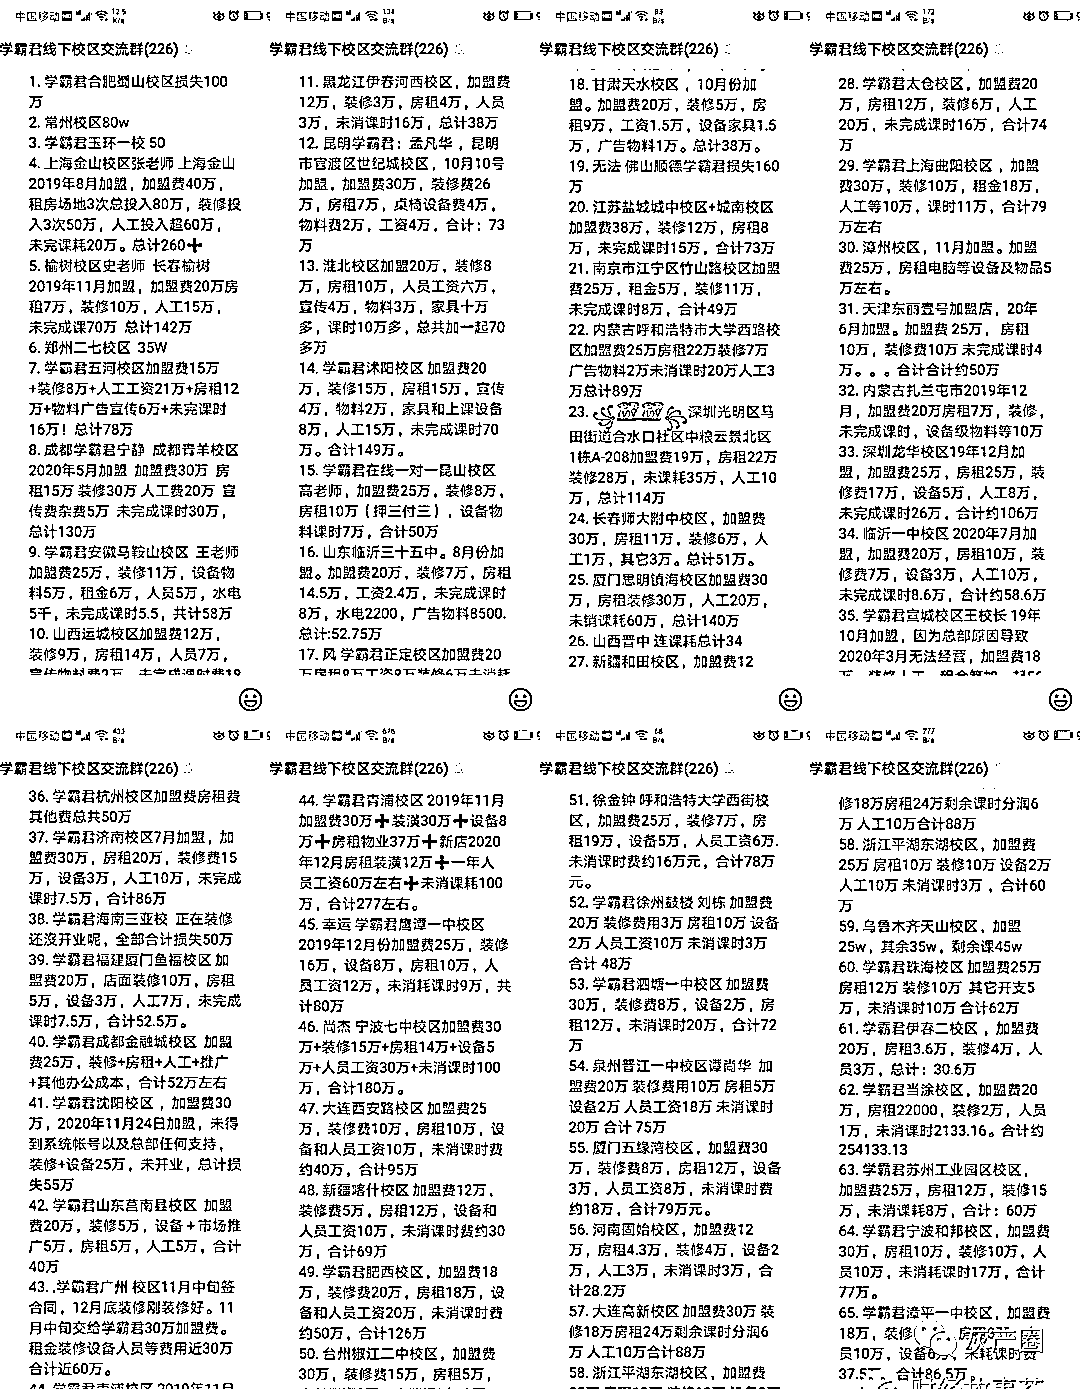 中国移动
学霸君线下校区交流群(226)
1. 学霸君合肥蜀山校区损失100
万
2. 常州校区80w
3. 学霸君玉环一校 50
4. 上海金山校区张老师 上海金山
2019年8月加盟，加盟费40万，
租房场地3次总投入80万，装修投
入3次50万，人工投入超60万，
未完课耗20万。总计260➕
5. 榆树校区史老师 长春榆树
2019年11月加盟，加盟费20万房
租7万，装修10万，人工15万，
未完成课70万 总计142万
6. 郑州二七校区 35W
7. 学霸君五河校区加盟费15万
+装修8万+人工工资21万+房租12
万+物料广告宣传6万+未完课时
16万！总计78万
8. 成都学霸君宁静 成都青羊校区
2020年5月加盟 加盟费30万 房
租15万 装修30万 人工费20万 宣
传费杂费5万 未完成课时30万，
总计130万
9. 学霸君安徽马鞍山校区 王老师
加盟费25万，装修11万，设备物
料5万，租金6万，人员5万，水电
5千，未完成课时5.5，共计58万
10. 山西运城校区加盟费12万，
装修9万，房租14万，人员7万，
宣传物料费2万，未完成课时费18
中国移动
学霸君线下校区交流群(226)
11. 黑龙江伊春河西校区，加盟费
12万，装修3万，房租4万，人员
3万，未消课时16万，总计38万
12. 昆明学霸君：孟凡华 ，昆明
市官渡区世纪城校区，10月10号
加盟，加盟费30万，装修费26
万，房租7万，桌椅设备费4万，
物料费2万，工资4万，合计：73
万
13. 淮北校区加盟20万，装修8
万，房租10万，人员工资六万，
宣传4万，物料3万，家具十万
多，课时10万多，总共加一起70
多万
14. 学霸君沭阳校区加盟费20
万，装修15万，房租15万，宣传
4万，物料2万，家具和上课设备
8万，人工15万，未完成课时70
万。合计149万。
15. 学霸君在线一对一昆山校区
高老师，加盟费25万，装修8万，
房租10万（押三付三），设备物
料课时7万，合计50万
16. 山东临沂三十五中。8月份加
盟。加盟费20万，装修7万，房租
14.5万，工资2.4万，未完成课时
8万，水电2200，广告物料8500.
总计:52.75万
17. 风 学霸君正定校区加盟费20
万房租8万工资8万装修6万未消耗
中国移动
学霸君线下校区交流群(226)
18. 甘肃天水校区 ，10月份加
盟。加盟费20万，装修5万，房
租9万，工资1.5万，设备家具1.5
万，广告物料1万。总计38万。
19. 无法 佛山顺德学霸君损失160
万
20. 江苏盐城城中校区+城南校区
加盟费38万，装修12万，房租8
万，未完成课时15万，合计73万
21. 南京市江宁区竹山路校区加盟
费25万，租金5万，装修11万，
未完成课时8万，合计49万
22. 内蒙古呼和浩特市大学西路校
区加盟费25万房租22万装修7万
广告物料2万未消课时20万人工3
万总计89万
23. 深圳光明区马
田街道合水口社区中粮云景北区
1栋A-208加盟费19万，房租22万
装修28万，未课耗35万，人工10
万，总计114万
24. 长春师大附中校区，加盟费
30万，房租11万，装修6万，人
工1万，其它3万。总计51万。
25. 厦门思明镇海校区加盟费30
万，房租装修30万，人工20万，
未销课耗60万，总计140万
26. 山西晋中 连课耗总计34
27. 新疆和田校区，加盟费12
中国移动
学霸君线下校区交流群(226)
28. 学霸君太仓校区，加盟费20
万，房租12万，装修6万，人工
20万，未完成课时16万，合计74
万
29. 学霸君上海曲阳校区 ，加盟
费30万，装修10万，租金18万，
人工等10万，课时11万，合计79
万左右
30. 漳州校区，11月加盟。加盟
费25万，房租电脑等设备及物品5
万左右。
31. 天津东丽壹号加盟店，20年
6月加盟。加盟费 25万， 房租
10万，装修费10万 未完成课时4
万。。。合计合计约50万
32. 内蒙古扎兰屯市2019年12
月，加盟费20万房租7万，装修，
未完成课时，设备级物料等10万
33. 深圳龙华校区19年12月加
盟，加盟费25万，房租25万，装
修费17万，设备5万，人工8万，
未完成课时26万，合计约106万
34. 临沂一中校区 2020年7月加
盟，加盟费20万，房租10万，装
修费7万，设备3万，人工10万，
未完成课时8.6万，合计约58.6万
35. 学霸君宣城校区王校长 19年
10月加盟，因为总部原因导致
2020年3月无法经营，加盟费18
中国移动
学霸君线下校区交流群(226)
36. 学霸君杭州校区加盟费房租费
其他费总共50万
37. 学霸君济南校区7月加盟，加
盟费30万，房租20万，装修费15
万，设备3万，人工10万，未完成
课时7.5万，合计86万
38. 学霸君海南三亚校 正在装修
还没开业呢，全部合计损失50万
39. 学霸君福建厦门鱼福校区 加
盟费20万，店面装修10万，房租
5万，设备3万，人工7万，未完成
课时7.5万，合计52.5万。
40. 学霸君成都金融城校区 加盟
费25万，装修+房租+人工+推广
+其他办公成本，合计52万左右
41. 学霸君沈阳校区 ，加盟费30
万，2020年11月24日加盟，未得
到系统帐号以及总部任何支持，
装修+设备25万，未开业，总计损
失55万
42. 学霸君山东莒南县校区 加盟
费20万，装修5万，设备＋市场推
广5万，房租5万，人工5万，合计
40万
43. .学霸君广州 校区11月中旬签
合同，12月底装修刚装修好。11
月中旬交给学霸君30万加盟费。
租金装修设备人员等费用近30万
合计近60万。
44. 学霸君青浦校区 2019年11月
中国移动
学霸君线下校区交流群(226)
44. 学霸君青浦校区 2019年11月
加盟费30万➕装潢30万➕设备8
万➕房租物业37万➕新店2020
年12月房租装潢12万➕一年人
员工资60万左右➕未消课耗100
万，合计277左右。
45. 幸运 学霸君鹰潭一中校区
2019年12月份加盟费25万，装修
16万，设备8万，房租10万，人
员工资12万，未消耗课时9万，共
计80万
46. 尚杰 宁波七中校区加盟费30
万+装修15万+房租14万+设备5
万+人员工资30万+未消课时100
万，合计180万。
47. 大连西安路校区 加盟费25
万，装修费10万，房租10万，设
备和人员工资10万，未消课时费
约40万，合计95万
48. 新疆喀什校区 加盟费12万，
装修费5万，房租12万，设备和
人员工资10万，未消课时费约30
万，合计69万
49. 学霸君肥西校区，加盟费18
万，装修费20万，房租18万，设
备和人员工资20万，未消课时费
约50万，合计126万
50. 台州椒江二中校区，加盟费
30万，装修费15万，房租5万，
中国移动
学霸君线下校区交流群(226)
51. 徐金钟 呼和浩特大学西街校
区，加盟费25万，装修7万，房
租19万，设备5万，人员工资6万.
未消课时费约16万元，合计78万
元。
52. 学霸君徐州鼓楼 刘栋 加盟费
20万 装修费用3万 房租10万 设备
2万 人员工资10万 未消课时3万
合计 48万
53. 学霸君泗塘一中校区 加盟费
30万，装修费8万，设备2万，房
租12万，未消课时20万，合计72
万
54. 泉州晋江一中校区谭尚华 加
盟费20万 装修费用10万 房租5万
设备2万 人员工资18万 未消课时
20万 合计 75万
55. 厦门五缘湾校区，加盟费30
万，装修费8万，房租12万，设备
3万，人员工资8万，未消课时费
约18万，合计79万元。
56. 河南固始校区，加盟费12
万，房租4.3万，装修4万，设备2
万，人工3万，未消课时3万，合
计28.2万
57. 大连高新校区 加盟费30万 装
修18万房租24万剩余课时分润6
万 人工10万合计88万
58. 浙江平湖东湖校区，加盟费
中国移动
学霸君线下校区交流群(226)
修18万房租24万剩余课时分润6
万 人工10万合计88万
58. 浙江平湖东湖校区，加盟费
25万 房租10万 装修10万 设备2万
人工10万 未消课时3万 ，合计60
万
59. 乌鲁木齐天山校区，加盟
25w，其余35w，剩余课45w
60. 学霸君珠海校区 加盟费25万
房租12万 装修10万 其它开支5
万，未消课时10万 合计62万
61. 学霸君伊春二校区 ，加盟费
20万，房租3.6万，装修4万，人
员3万，总计：30.6万
62. 学霸君当涂校区，加盟费20
万，房租22000，装修2万，人员
1万，未消课时2133.16。合计约
254133.13
63. 学霸君苏州工业园区校区，
加盟费25万，房租12万，装修15
万，未消课耗8万，合计：60万
64. 学霸君宁波和邦校区，加盟费
30万，房租10万，装修10万，人
员10万，未消耗课时17万，合计
77万。
65. 学霸君漳平一中校区，加盟费
18万，装修 房租3
员10万，设备 未耗课时费
37.5 合计86.5万